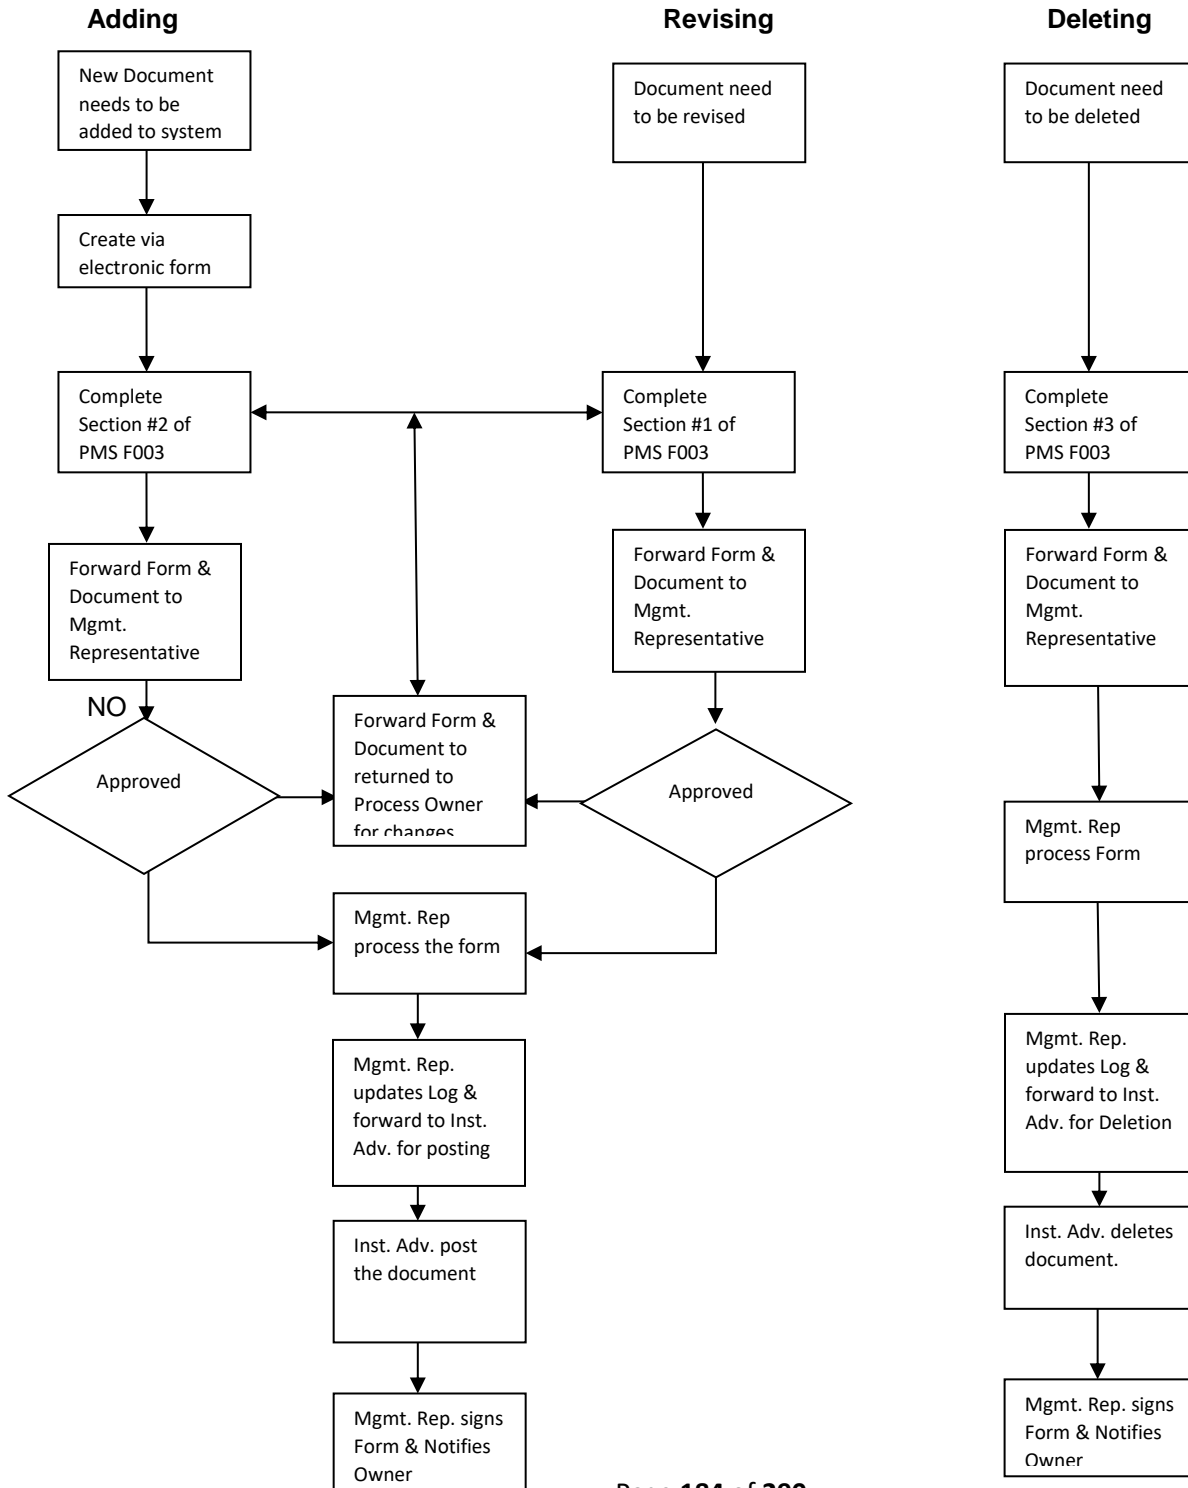 Adding
Revising
Deleting
New Document
needs to be
added to system
Create via
electronic form
Complete
Section #2 of
PMS F003
Forward Form &
Document to
Mgmt.
Representative
NO
Approved
Document need
to be revised
Complete
Section #1 of
PMS F003
Forward Form &
Document to
Mgmt.
Representative
Approved
Forward Form &
Document to
returned to
Process Owner
for changes
Mgmt. Rep
process the form
Mgmt. Rep.
updates Log &
forward to Inst.
Adv. for posting
Inst. Adv. post
the document
Mgmt. Rep. signs
Form & Notifies
Owner
Document need
to be deleted
Complete
Section #3 of
PMS F003
Forward Form &
Document to
Mgmt.
Representative
Mgmt. Rep
process Form
Mgmt. Rep.
updates Log &
forward to Inst.
Adv. for Deletion
Inst. Adv. deletes
document.
Mgmt. Rep. signs
Form & Notifies
Owner
Page 184 of